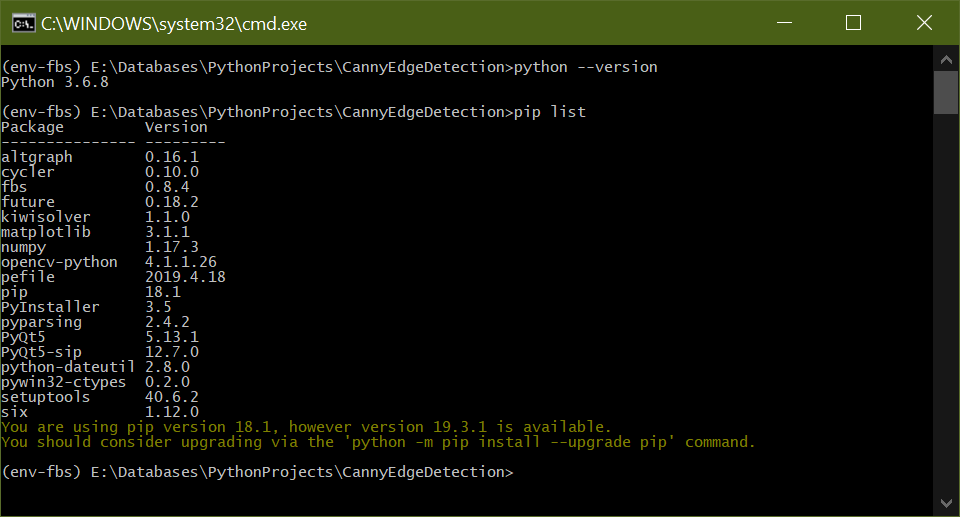 C:\WINDOWS\system32\cmd.exe
(env-fbs) E:\Databases\PythonProjects\CannyEdgeDetection>python --version
Python 3.6.8
(env-fbs) E:\Databases\PythonProjects\CannyEdgeDetection>pip list
Package         Version
--------------- ---------
altgraph        0.16.1
cycler          0.10.0
fbs             0.8.4
future          0.18.2
kiwisolver      1.1.0
matplotlib      3.1.1
numpy           1.17.3
opencv-python   4.1.1.26
pefile          2019.4.18
pip             18.1
PyInstaller     3.5
pyparsing       2.4.2
PyQt5           5.13.1
PyQt5-sip       12.7.0
python-dateutil 2.8.0
pywin32-ctypes  0.2.0
setuptools      40.6.2
six             1.12.0
You are using pip version 18.1, however version 19.3.1 is available.
You should consider upgrading via the 'python -m pip install --upgrade pip' command.
(env-fbs) E:\Databases\PythonProjects\CannyEdgeDetection>